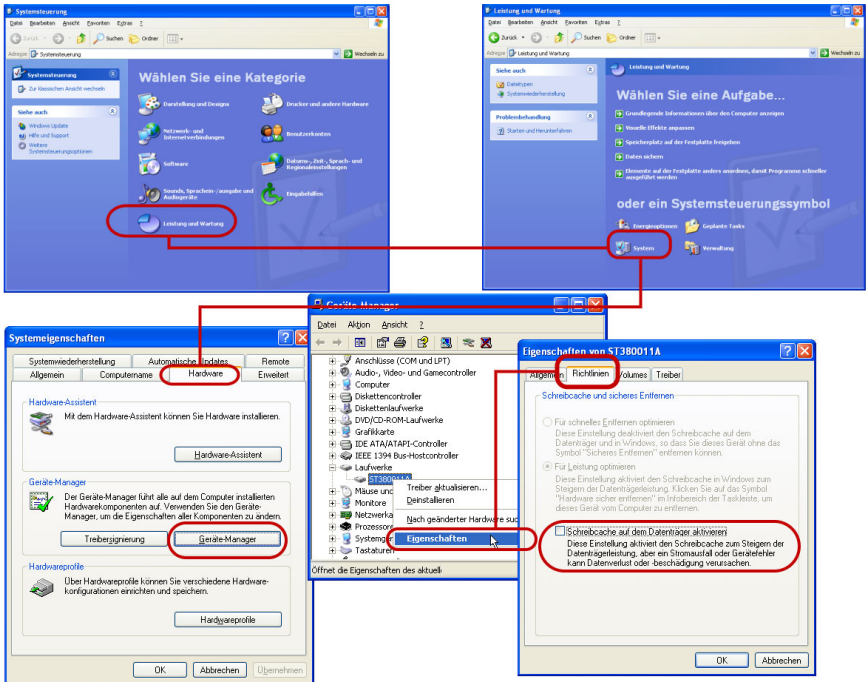 Systemsteuerung
Datei Bearbeiten Ansicht Favoriten Extras ?
Zurück Suchen Ordner
Adresse Systemsteuerung Wechseln zu
Systemsteuerung
Zur klassischen Ansicht wechseln
Siehe auch
Windows Update
Hilfe und Support
Weitere
Systemsteuerungsoptionen
Wählen Sie eine Kategorie
Darstellung und Designs
Drucker und andere Hardware
Netzwerk- und
Internetverbindungen
Benutzerkonten
Software
Datums-, Zeit-, Sprach- und
Regionaleinstellungen
Sounds, Sprachein-/ausgabe und
Audiogeräte
Eingabehilfen
Leistung und Wartung
Leistung und Wartung
Datei Bearbeiten Ansicht Favoriten Extras ?
Zurück Suchen Ordner
Adresse Leistung und Wartung Wechseln zu
Siehe auch
Dateitypen
Systemwiederherstellung
Problembehandlung
Starten und Herunterfahren
Leistung und Wartung
Wählen Sie eine Aufgabe...
Grundlegende Informationen über den Computer anzeigen
Visuelle Effekte anpassen
Speicherplatz auf der Festplatte freigeben
Daten sichern
Elemente auf der Festplatte anders anordnen, damit Programme schneller
ausgeführt werden
oder ein Systemsteuerungssymbol
Energieoptionen
Geplante Tasks
System
Verwaltung
Systemeigenschaften
Systemwiederherstellung Automatische Updates Remote
Allgemein Computername Hardware Erweitert
Hardware-Assistent
Mit dem Hardware-Assistent können Sie Hardware installieren.
Hardware-Assistent
Geräte-Manager
Der Geräte-Manager führt alle auf dem Computer installierten
Hardwarekomponenten auf. Verwenden Sie den Geräte-
Manager, um die Eigenschaften aller Komponenten zu ändern.
Treibersignierung
Geräte-Manager
Hardwareprofile
Über Hardwareprofile können Sie verschiedene Hardware-
konfigurationen einrichten und speichern.
Hardwareprofile
OK Abbrechen Übernehmen
Geräte-Manager
Datei Aktion Ansicht ?
Anschlüsse (COM und LPT)
Audio-, Video- und Gamecontroller
Computer
Diskettencontroller
Diskettenlaufwerke
DVD/CD-ROM-Laufwerke
Grafikkarte
IDE ATA/ATAPI-Controller
IEEE 1394 Bus-Hostcontroller
Laufwerke
ST380011A
Mäuse und
Monitore
Netzwerka
Prozessore
Systemger
Tastaturen
Treiber aktualisieren...
Deinstallieren
Nach geänderter Hardware suc
Eigenschaften
Öffnet die Eigenschaften des aktuell
Eigenschaften von ST380011A
Allgemein Richtlinien Volumes Treiber
Schreibcache und sicheres Entfernen
Für schnelles Entfernen optimieren
Diese Einstellung deaktivert den Schreibcache auf dem
Datenträger und in Windows, so dass Sie dieses Gerät ohne das
Symbol "Sicheres Entfernen" entfernen können.
Für Leistung optimieren
Diese Einstellung aktiviert den Schreibcache in Windows zum
Steigern der Datenträgerleistung. Klicken Sie auf das Symbol
"Hardware sicher entfernen" im Infobereich der Taskleiste, um
dieses Gerät vom Computer zu entfernen.
Schreibcache auf dem Datenträger aktivieren
Diese Einstellung aktiviert den Schreibcache zum Steigern der
Datenträgerleistung, aber ein Stromausfall oder Gerätefehler
kann Datenverlust oder -beschädigung verursachen.
OK Abbrechen